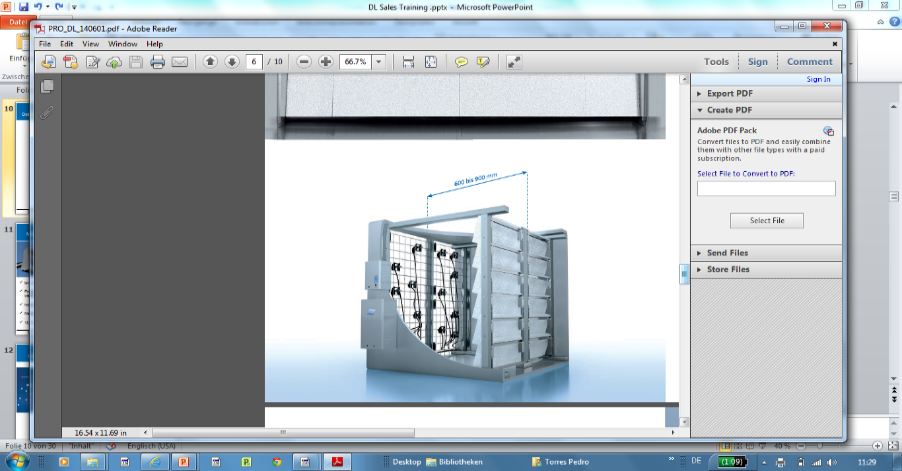 DL Sales Training .pptx - Microsoft PowerPoint
Datei
PRO_DL_140601.pdf - Adobe Reader
File Edit View Window Help
6 / 10 66.7% Tools Sign Comment
Sign In
Export PDF
Create PDF
Adobe PDF Pack
Convert files to PDF and easily combine
them with other file types with a paid
subscription.
Select File to Convert to PDF:
Select File
Send Files
Store Files
600 bis 900 mm
10
11
12
16.54 x 11.69 in
Folie 10 von 30 "Inhalt" Englisch (USA) 40 %
Desktop Bibliotheken Torres Pedro DE (1:09) 11:29